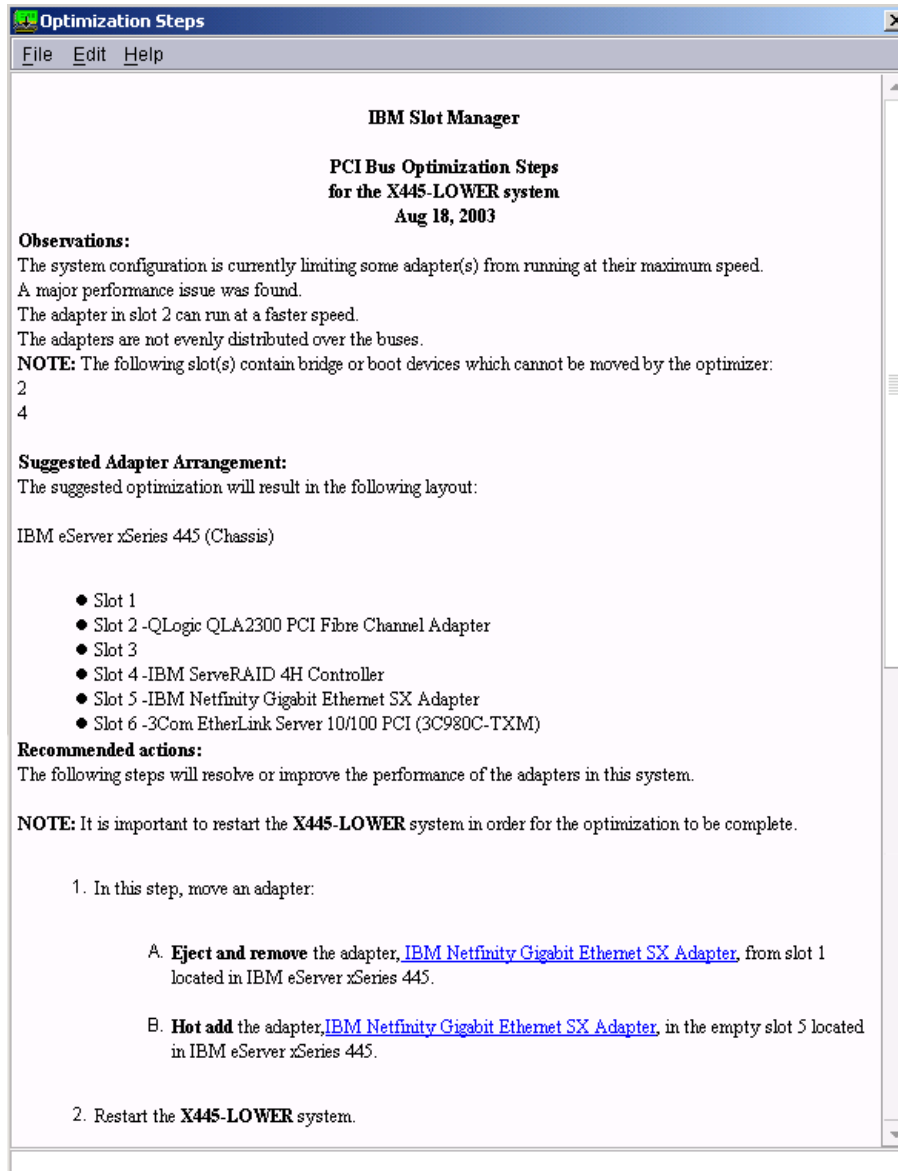 Optimization Steps
File Edit Help
IBM Slot Manager
PCI Bus Optimization Steps
for the X445-LOWER system
Aug 18, 2003
Observations:
The system configuration is currently limiting some adapter(s) from running at their maximum speed.
A major performance issue was found.
The adapter in slot 2 can run at a faster speed.
The adapters are not evenly distributed over the buses.
NOTE: The following slot(s) contain bridge or boot devices which cannot be moved by the optimizer:
2
4
Suggested Adapter Arrangement:
The suggested optimization will result in the following layout:
IBM eServer xSeries 445 (Chassis)
● Slot 1
● Slot 2 -QLogic QLA2300 PCI Fibre Channel Adapter
● Slot 3
● Slot 4 -IBM ServeRAID 4H Controller
● Slot 5 -IBM Netfinity Gigabit Ethernet SX Adapter
● Slot 6 -3Com EtherLink Server 10/100 PCI (3C980C-TXM)
Recommended actions:
The following steps will resolve or improve the performance of the adapters in this system.
NOTE: It is important to restart the X445-LOWER system in order for the optimization to be complete.
1. In this step, move an adapter:
A. Eject and remove the adapter, IBM Netfinity Gigabit Ethernet SX Adapter, from slot 1
located in IBM eServer xSeries 445.
B. Hot add the adapter,IBM Netfinity Gigabit Ethernet SX Adapter, in the empty slot 5 located
in IBM eServer xSeries 445.
2. Restart the X445-LOWER system.